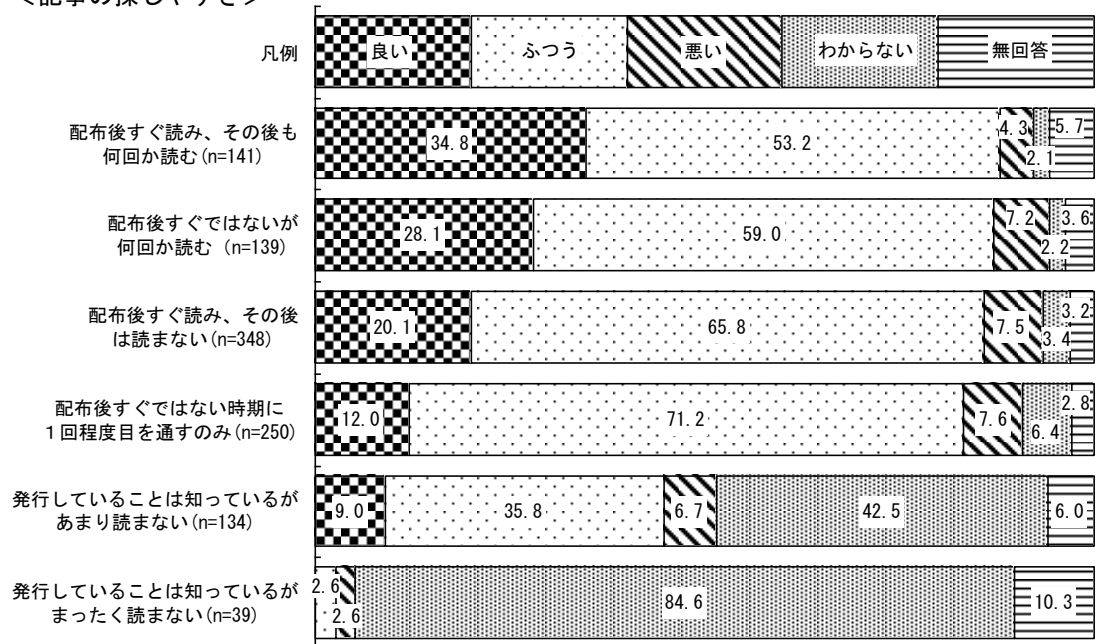 凡例
良い ふつう 悪い わからない 無回答
配布後すぐ読み、その後も
何回か読む(n=141)
34.8 53.2 4.3 2.1 5.7
配布後すぐではないが
何回か読む (n=139)
28.1 59.0 7.2 2.2 3.6
配布後すぐ読み、その後
は読まない(n=348)
20.1 65.8 7.5 3.4 3.2
配布後すぐではない時期に
1回程度目を通すのみ(n=250)
12.0 71.2 7.6 6.4 2.8
発行していることは知っているが
あまり読まない(n=134)
9.0 35.8 6.7 42.5 6.0
発行していることは知っているが
まったく読まない(n=39)
2.6 2.6 84.6 10.3